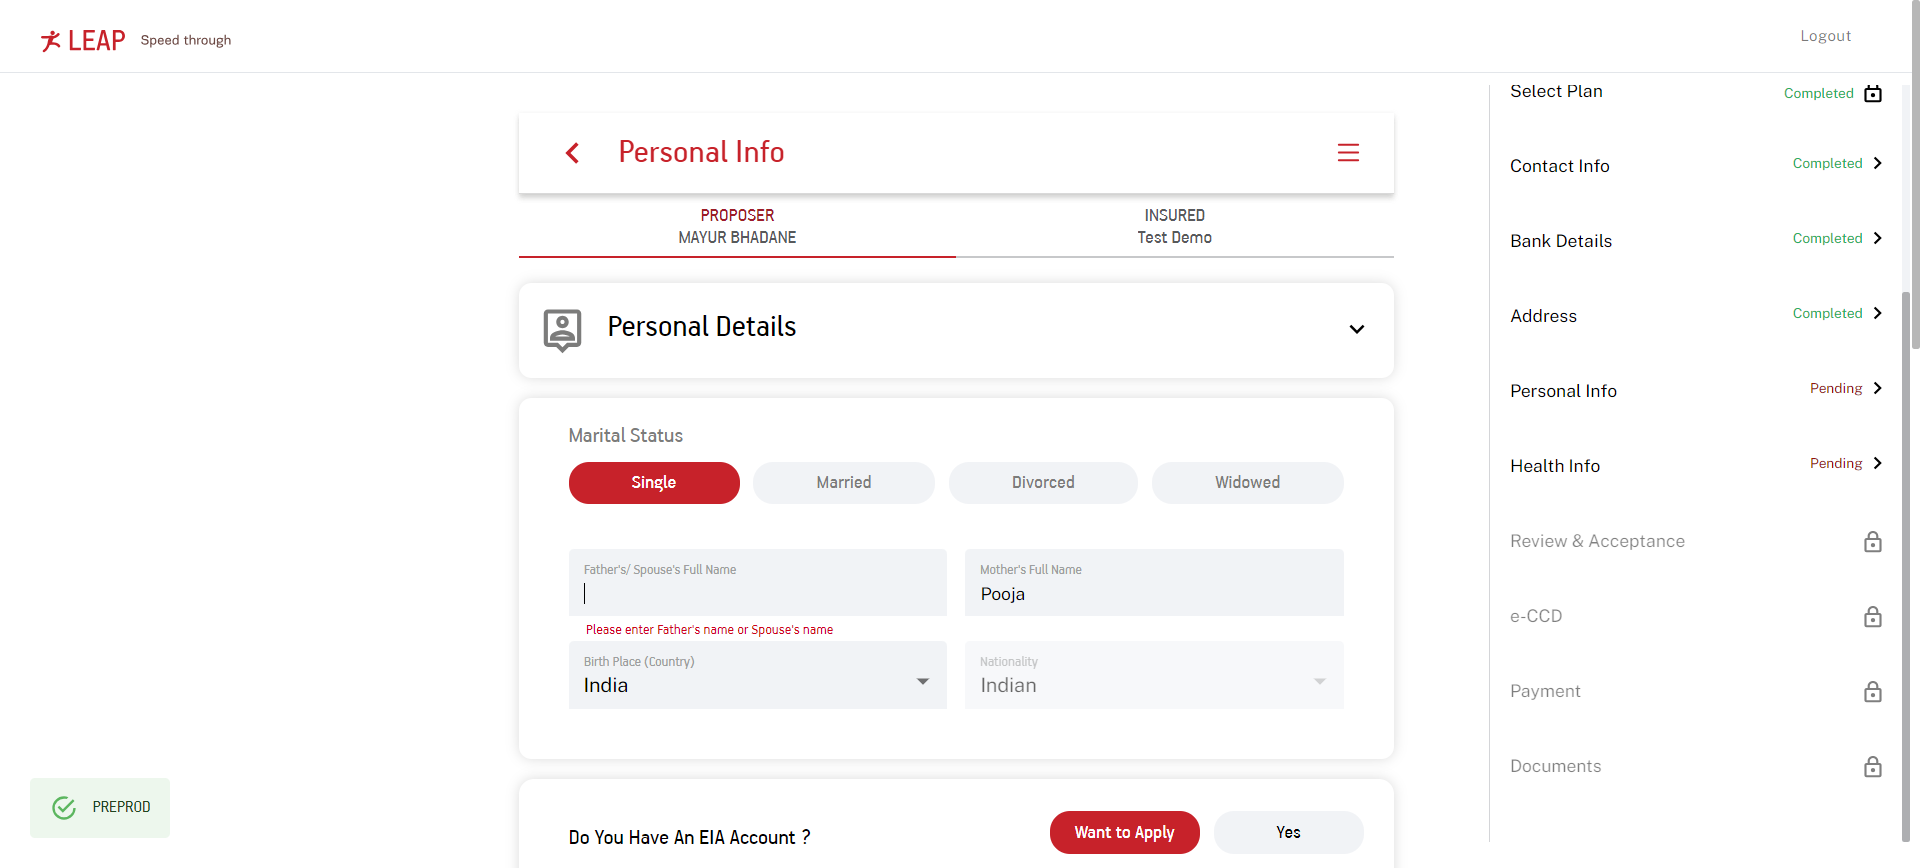 LEAP Speed through
Logout
Personal Info
PROPOSER
MAYUR BHADANE
INSURED
Test Demo
Personal Details
Marital Status
Single Married Divorced Widowed
Father's/ Spouse's Full Name
Please enter Father's name or Spouse's name
Mother's Full Name
Pooja
Birth Place (Country)
India
Nationality
Indian
Do You Have An EIA Account ?
Want to Apply Yes
Select Plan Completed
Contact Info Completed
Bank Details Completed
Address Completed
Personal Info Pending
Health Info Pending
Review & Acceptance
e-CCD
Payment
Documents
PREPROD